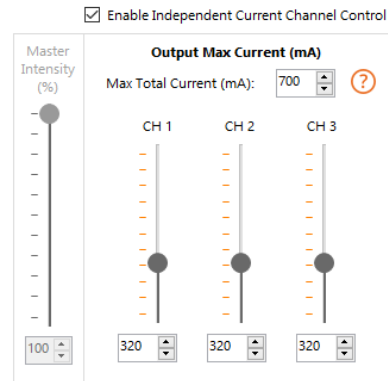 Enable Independent Current Channel Control
Master
Intensity
(%)
100
Output Max Current (mA)
Max Total Current (mA): 700 ?
CH 1 CH 2 CH 3
320 320 320